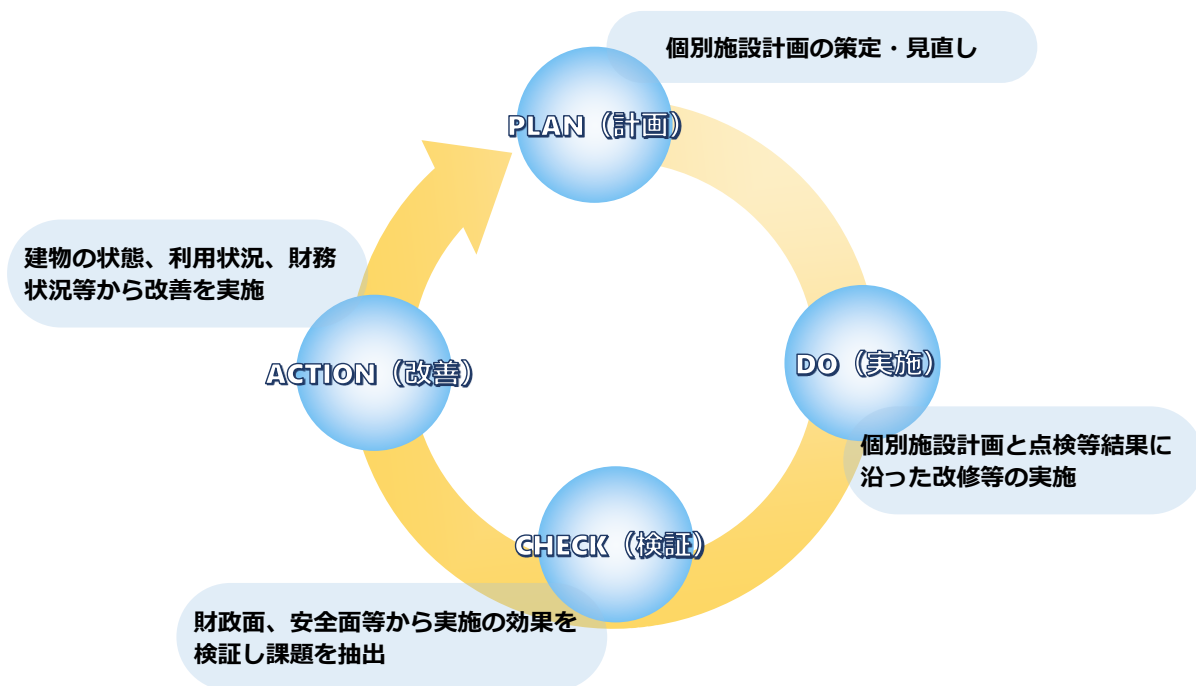 個別施設計画の策定・見直し
PLAN（計画）
建物の状態、利用状況、財務
状況等から改善を実施
ACTION（改善）
DO（実施）
個別施設計画と点検等結果に
沿った改修等の実施
CHECK（検証）
財政面、安全面等から実施の効果を
検証し課題を抽出